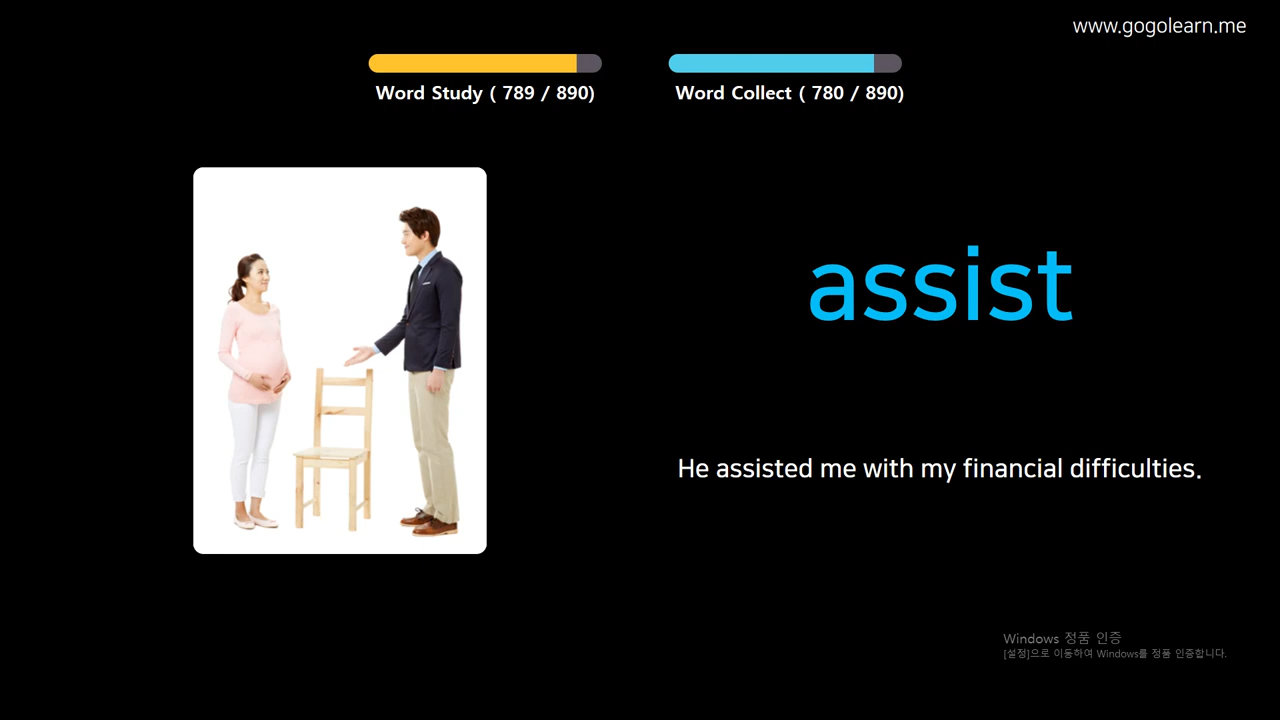 www.gogolearn.me
Word Study ( 789 / 890)
Word Collect ( 780 / 890)
assist
He assisted me with my financial difficulties.
Windows 정품 인증
[설정]으로 이동하여 Windows를 정품 인증합니다.